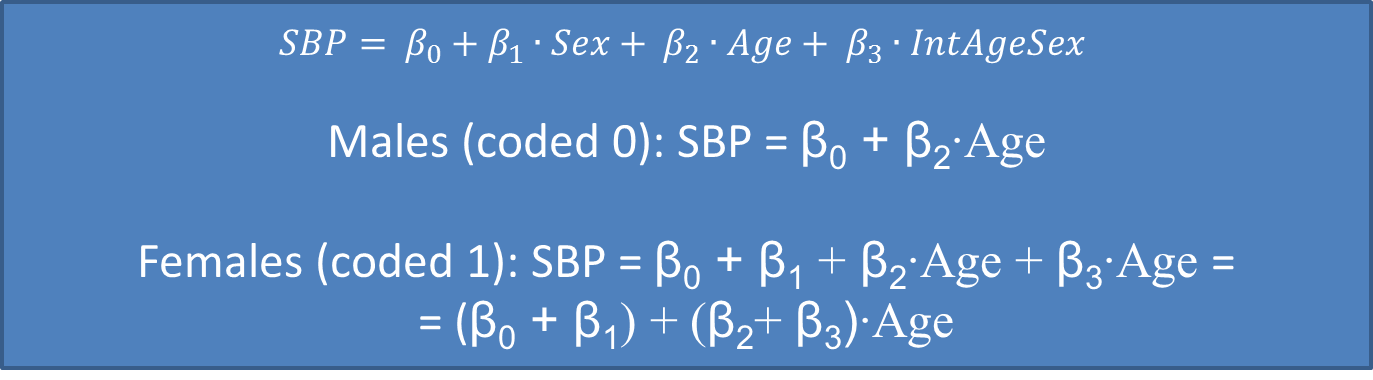 SBP = β₀ + β₁ · Sex + β₂ · Age + β₃ · IntAgeSex
Males (coded 0): SBP = β₀ + β₂·Age
Females (coded 1): SBP = β₀ + β₁ + β₂·Age + β₃·Age =
= (β₀ + β₁) + (β₂+ β₃)·Age